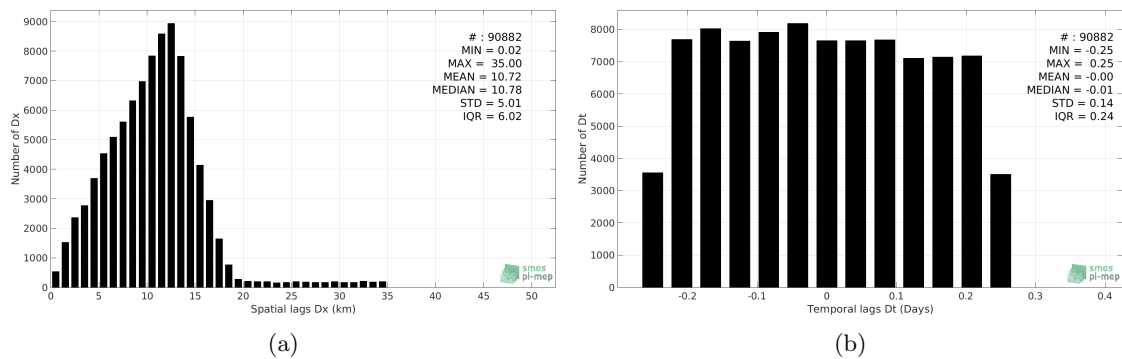 9000
8000
7000
6000
5000
4000
3000
2000
1000
0
Number of Dx
# : 90882
MIN = 0.02
MAX = 35.00
MEAN = 10.72
MEDIAN = 10.78
STD = 5.01
IQR = 6.02
smos
pi-mep
0 5 10 15 20 25 30 35 40 45 50
Spatial lags Dx (km)
(a)
8000
7000
6000
5000
4000
3000
2000
1000
0
Number of Dt
# : 90882
MIN = -0.25
MAX = 0.25
MEAN = -0.00
MEDIAN = -0.01
STD = 0.14
IQR = 0.24
smos
pi-mep
-0.2 -0.1 0 0.1 0.2 0.3 0.4
Temporal lags Dt (Days)
(b)